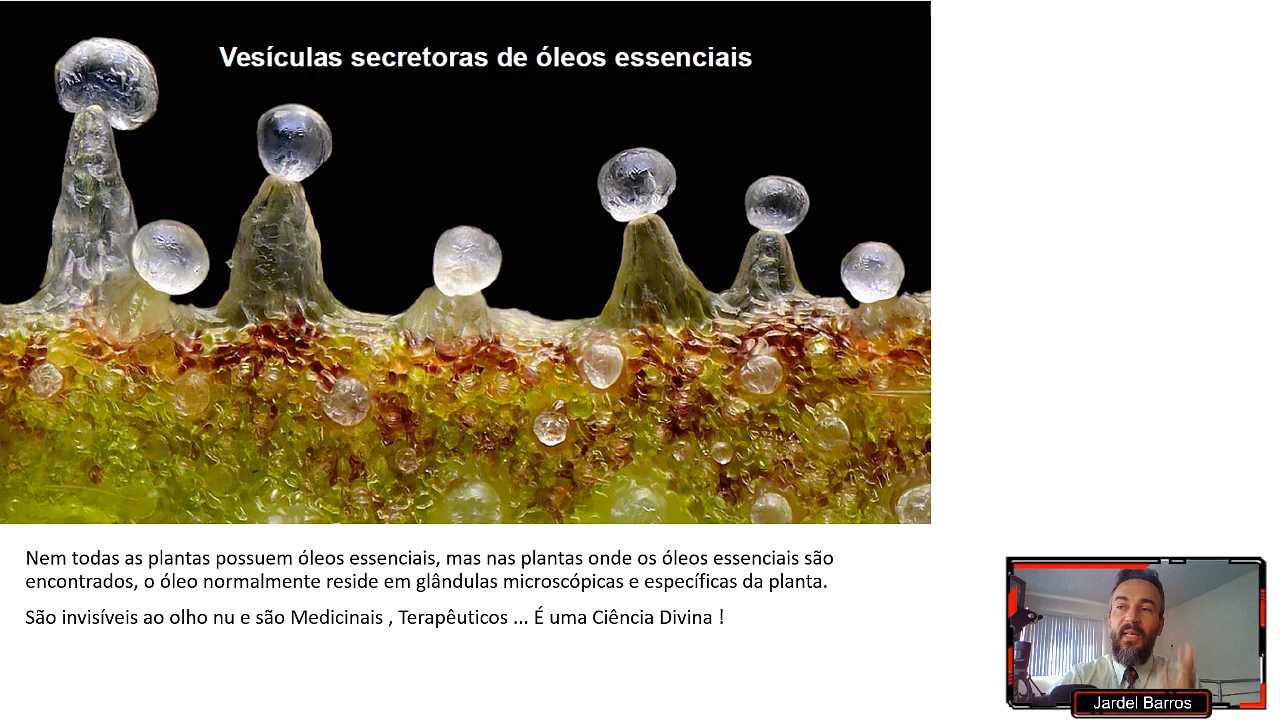 Vesículas secretoras de óleos essenciais
Nem todas as plantas possuem óleos essenciais, mas nas plantas onde os óleos essenciais são
encontrados, o óleo normalmente reside em glândulas microscópicas e específicas da planta.
São invisíveis ao olho nu e são Medicinais , Terapêuticos ... É uma Ciência Divina !
Jardel Barros